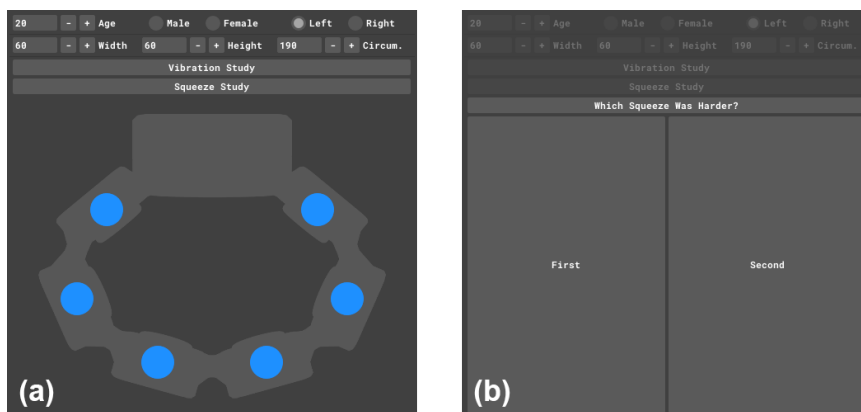 20 - + Age Male Female Left Right
60 - + Width 60 - + Height 190 - + Circum.
Vibration Study
Squeeze Study
(a)
20 - + Age Male Female Left Right
60 - + Width 60 - + Height 190 - + Circum.
Vibration Study
Squeeze Study
Which Squeeze Was Harder?
First Second
(b)